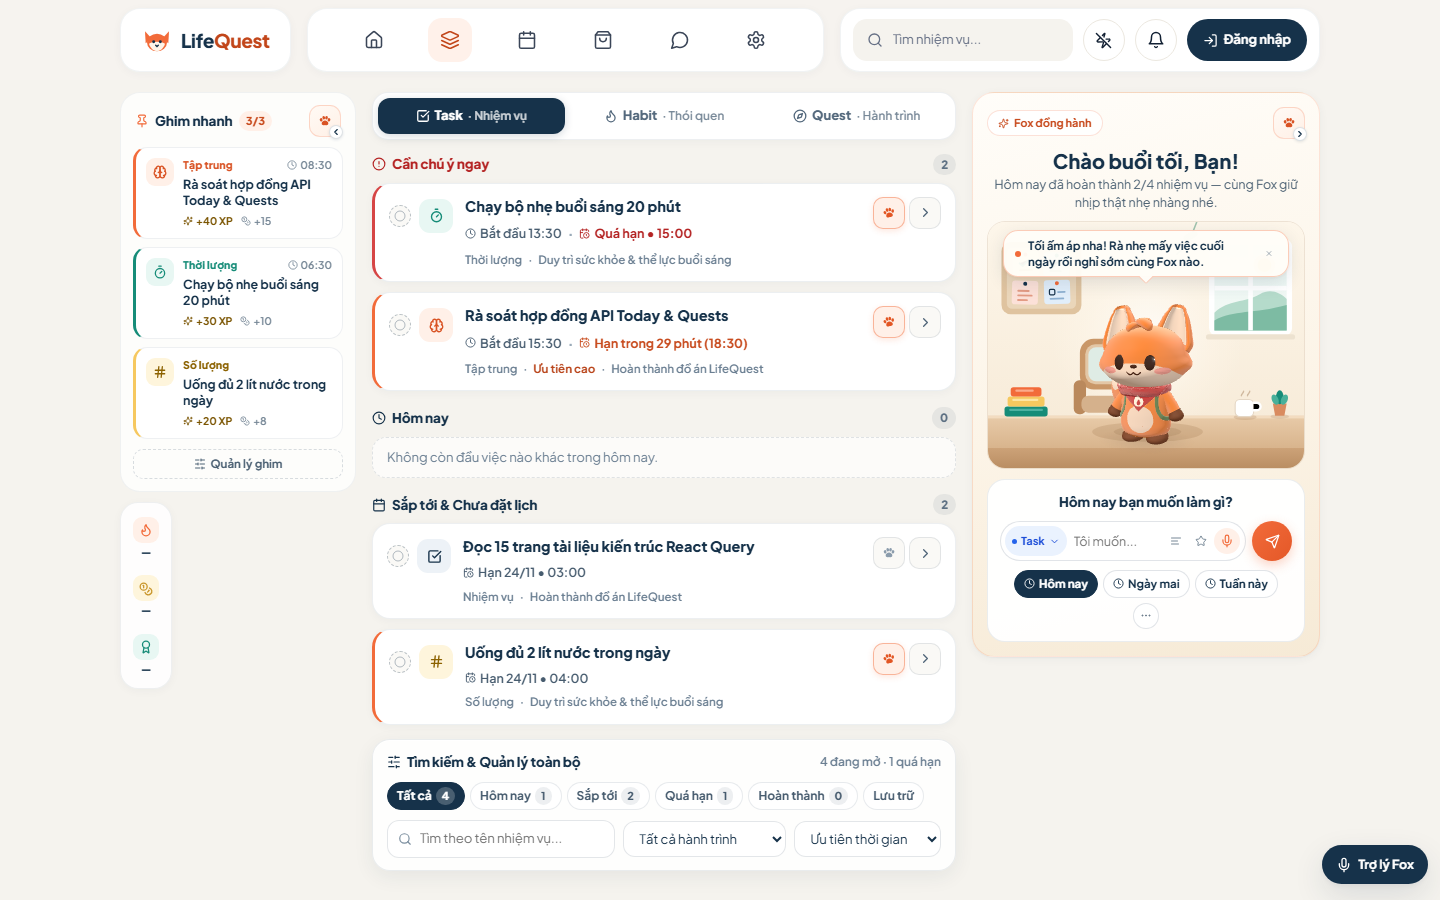 LifeQuest
Tìm nhiệm vụ...
Đăng nhập
Ghim nhanh 3/3
Tập trung 08:30
Rà soát hợp đồng API
Today & Quests
+40 XP +15
Thời lượng 06:30
Chạy bộ nhẹ buổi sáng
20 phút
+30 XP +10
Số lượng
Uống đủ 2 lít nước trong
ngày
+20 XP +8
Quản lý ghim
–
–
–
Task · Nhiệm vụ
Habit · Thói quen
Quest · Hành trình
Cần chú ý ngay 2
Chạy bộ nhẹ buổi sáng 20 phút
Bắt đầu 13:30 · Quá hạn • 15:00
Thời lượng · Duy trì sức khỏe & thể lực buổi sáng
Rà soát hợp đồng API Today & Quests
Bắt đầu 15:30 · Hạn trong 29 phút (18:30)
Tập trung · Ưu tiên cao · Hoàn thành đồ án LifeQuest
Hôm nay 0
Không còn đầu việc nào khác trong hôm nay.
Sắp tới & Chưa đặt lịch 2
Đọc 15 trang tài liệu kiến trúc React Query
Hạn 24/11 • 03:00
Nhiệm vụ · Hoàn thành đồ án LifeQuest
Uống đủ 2 lít nước trong ngày
Hạn 24/11 • 04:00
Số lượng · Duy trì sức khỏe & thể lực buổi sáng
Tìm kiếm & Quản lý toàn bộ 4 đang mở · 1 quá hạn
Tất cả 4 Hôm nay 1 Sắp tới 2 Quá hạn 1 Hoàn thành 0 Lưu trữ
Tìm theo tên nhiệm vụ... Tất cả hành trình Ưu tiên thời gian
Fox đồng hành
Chào buổi tối, Bạn!
Hôm nay đã hoàn thành 2/4 nhiệm vụ — cùng Fox giữ
nhịp thật nhẹ nhàng nhé.
Tối ấm áp nha! Rà nhẹ mấy việc cuối
ngày rồi nghỉ sớm cùng Fox nào.
Hôm nay bạn muốn làm gì?
Task Tôi muốn...
Hôm nay Ngày mai Tuần này
...
Trợ lý Fox